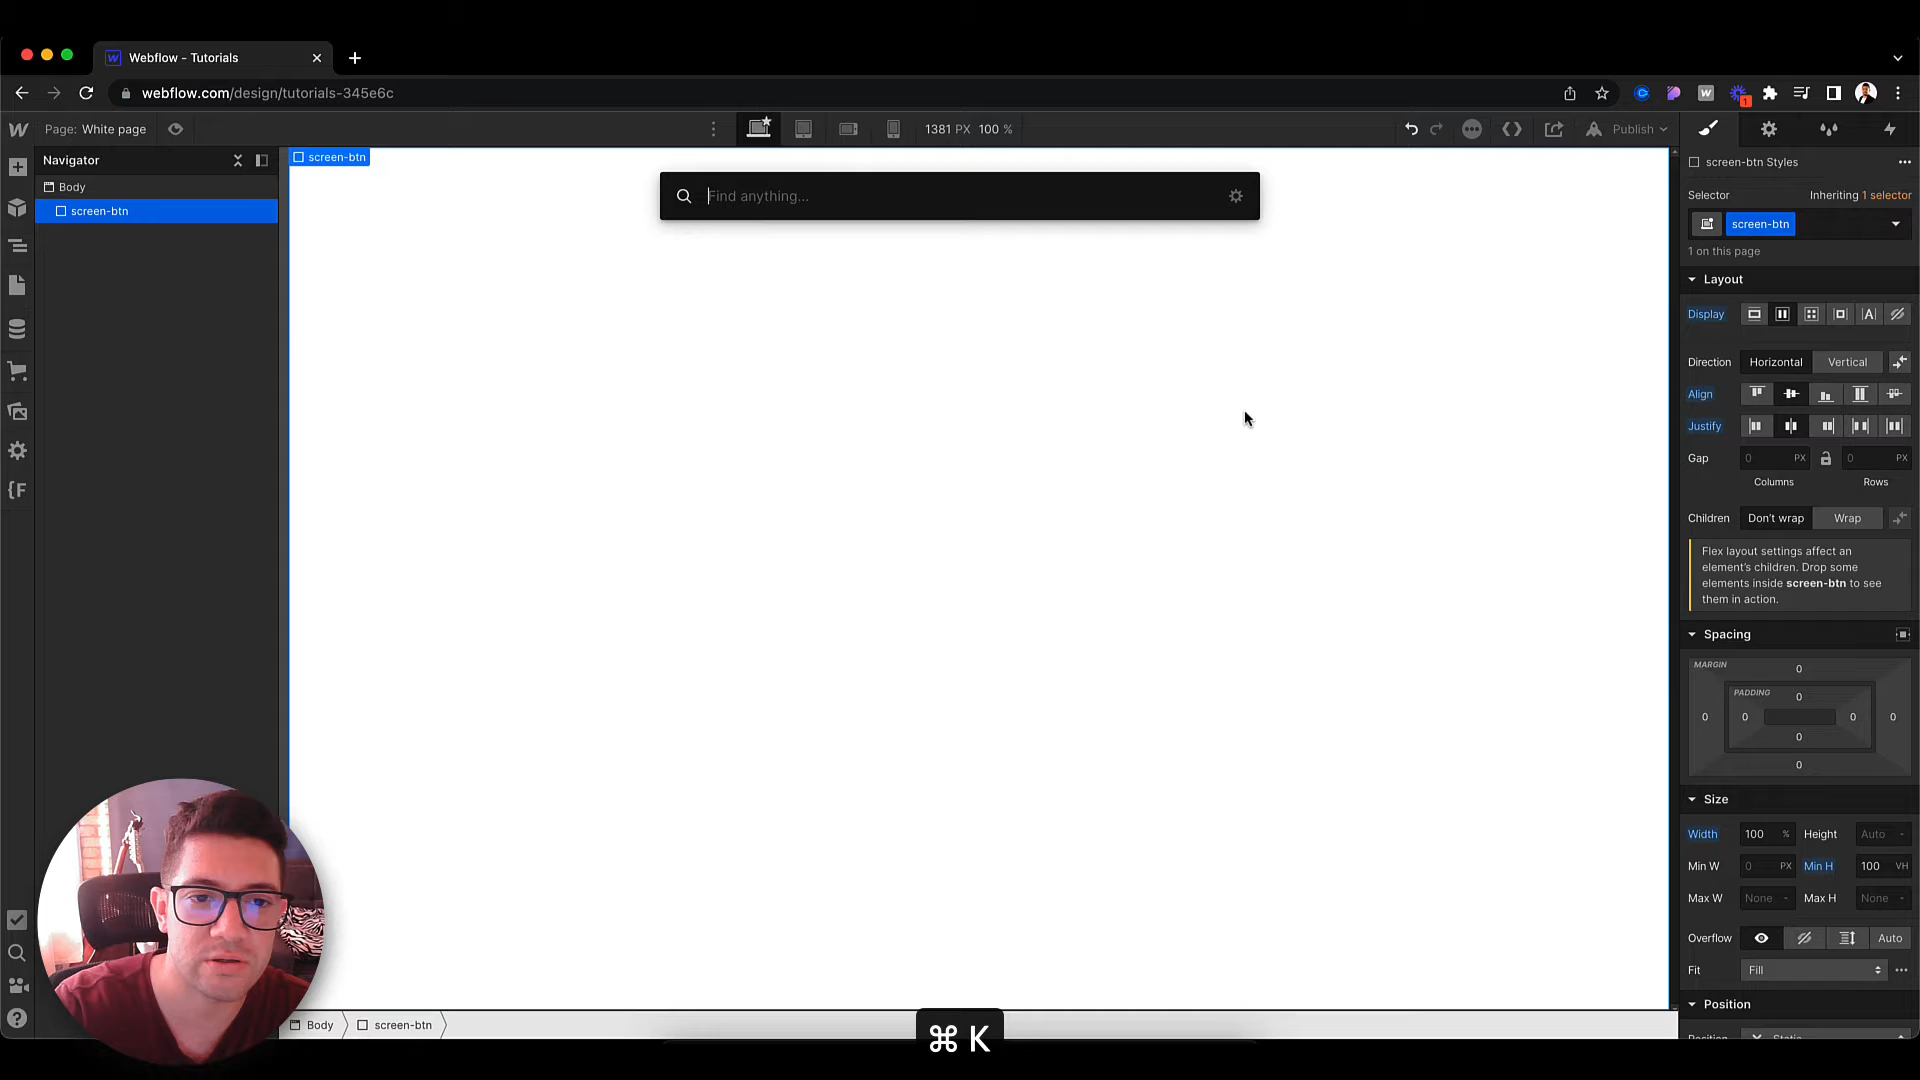 Webflow - Tutorials
webflow.com/design/tutorials-345e6c
1
Page: White page
1381 PX 100 %
Publish
Navigator
Body
screen-btn
screen-btn
Find anything...
{F
Body
screen-btn
⌘ K
screen-btn Styles
Selector
Inheriting 1 selector
screen-btn
1 on this page
Layout
Display
Direction Horizontal Vertical
Align
Justify
Gap 0 PX 0 PX
Columns Rows
Children Don't wrap Wrap
Flex layout settings affect an
element's children. Drop some
elements inside screen-btn to see
them in action.
Spacing
MARGIN
0
PADDING
0
0 0 0 0
0
0
Size
Width 100 % Height Auto -
Min W 0 PX Min H 100 VH
Max W None - Max H None -
Overflow Auto
Fit Fill
Position
Position Static